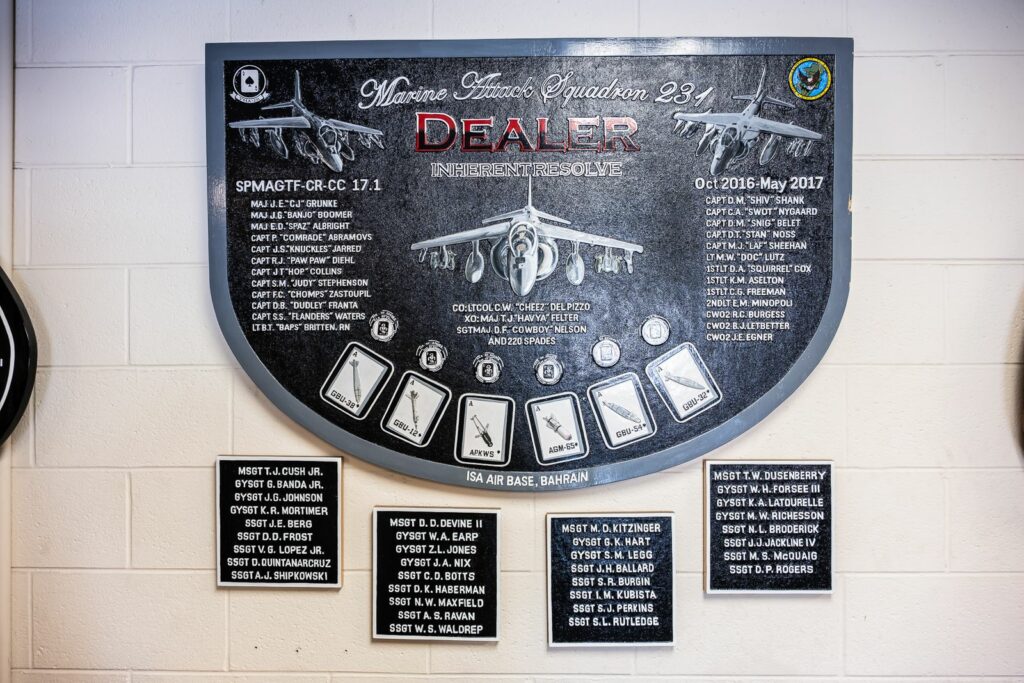 Marine Attack Squadron 231
DEALER
INHERENT RESOLVE
SPMAGTF-CR-CC 17.1
MAJ J.E. "CJ" GRUNKE
MAJ J.G. "BANJO" BOOMER
MAJ E.D. "SPAZ" ALBRIGHT
CAPT P. "COMRADE" ABRAMOVS
CAPT J.S. "KNUCKLES" JARRED
CAPT R.J. "PAW PAW" DIEHL
CAPT J.T "HOP" COLLINS
CAPT S.M. "JUDY" STEPHENSON
CAPT F.C. "CHOMPS" ZASTOUPIL
CAPT D.B. "DUDLEY" FRANTA
CAPT S.S. "FLANDERS" WATERS
LT B.T. "BAPS" BRITTEN, RN
CO: LTCOL C.W. "CHEEZ" DEL PIZZO
XO: MAJ T.J. "HAVYA" FELTER
SGTMAJ D.F. "COWBOY" NELSON
AND 220 SPADES
Oct 2016-May 2017
CAPT D.M. "SHIV" SHANK
CAPT C.A. "SWOT" NYGAARD
CAPT D.M. "SNIG" BELET
CAPT D.T. "STAN" NOSS
CAPT M.J. "LAF" SHEEHAN
LT M.W. "DOC" LUTZ
1STLT D.A. "SQUIRREL" COX
1STLT K.M. ASELTON
1STLT C.G. FREEMAN
2NDLT E.M. MINOPOLI
CWO2 R.C. BURGESS
CWO2 B.J. LETBETTER
CWO2 J.E. EGNER
A
GBU-38
A
GBU-12
A
APKWS
A
AGM-65
A
GBU-54
A
GBU-32
ISA AIR BASE, BAHRAIN
MSGT T.J. CUSH JR.
GYSGT G. BANDA JR.
GYSGT J.G. JOHNSON
GYSGT K.R. MORTIMER
SSGT J.E. BERG
SSGT D.D. FROST
SSGT V.G. LOPEZ JR.
SSGT D. QUINTANARCRUZ
SSGT A.J. SHIPKOWSKI
MSGT D.D. DEVINE II
GYSGT W.A. EARP
GYSGT Z.L. JONES
GYSGT J.A. NIX
SSGT C.D. BOTTS
SSGT D.K. HABERMAN
SSGT N.W. MAXFIELD
SSGT A.S. RAVAN
SSGT W.S. WALDREP
MSGT M.D. KITZINGER
GYSGT G.K. HART
GYSGT S.M. LEGG
SSGT J.H. BALLARD
SSGT S.R. BURGIN
SSGT I.M. KUBISTA
SSGT S.J. PERKINS
SSGT S.L. RUTLEDGE
MSGT T.W. DUSENBERRY
GYSGT W.H. FORSEE III
GYSGT K.A. LATOURELLE
GYSGT M.W. RICHESSON
SSGT N.L. BRODERICK
SSGT J.J. JACKLINE IV
SSGT M.S. McQUAIG
SSGT D.P. ROGERS